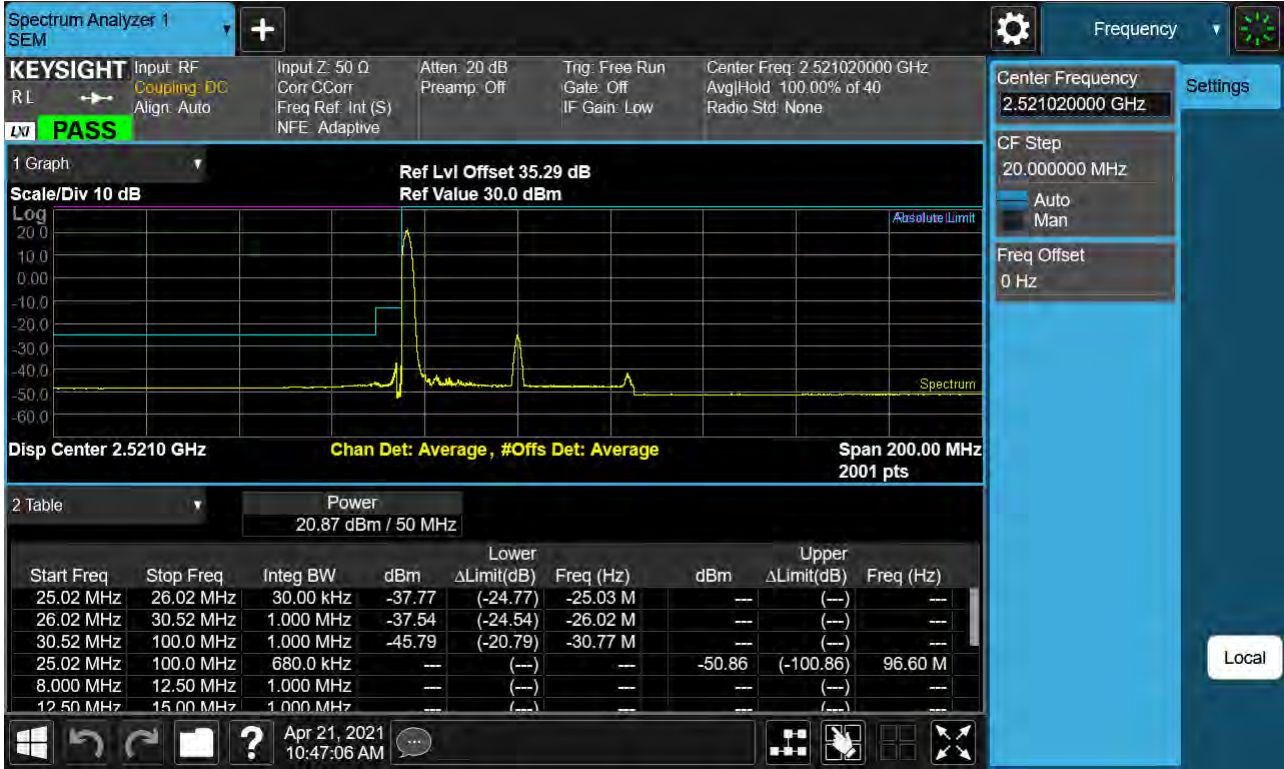 Spectrum Analyzer 1
SEM
Frequency
KEYSIGHT
R L
LXI
PASS
Input: RF
Coupling: DC
Align: Auto
Input Z: 50 Ω
Corr CCorr
Freq Ref: Int (S)
NFE: Adaptive
Atten: 20 dB
Preamp: Off
Trig: Free Run
Gate: Off
IF Gain: Low
Center Freq: 2.521020000 GHz
Avg|Hold: 100.00% of 40
Radio Std: None
Center Frequency
2.521020000 GHz
Settings
CF Step
20.000000 MHz
Auto
Man
Freq Offset
0 Hz
Local
1 Graph
Scale/Div 10 dB
Ref Lvl Offset 35.29 dB
Ref Value 30.0 dBm
Log
Absolute Limit
20.0
10.0
0.00
-10.0
-20.0
-30.0
-40.0
-50.0
-60.0
Spectrum
Disp Center 2.5210 GHz
Chan Det: Average, #Offs Det: Average
Span 200.00 MHz
2001 pts
2 Table
Power
20.87 dBm / 50 MHz
Lower Upper
Start Freq Stop Freq Integ BW dBm ΔLimit(dB) Freq (Hz) dBm ΔLimit(dB) Freq (Hz)
25.02 MHz 26.02 MHz 30.00 kHz -37.77 (-24.77) -25.03 M --- (---) ---
26.02 MHz 30.52 MHz 1.000 MHz -37.54 (-24.54) -26.02 M --- (---) ---
30.52 MHz 100.0 MHz 1.000 MHz -45.79 (-20.79) -30.77 M --- (---) ---
25.02 MHz 100.0 MHz 680.0 kHz --- (---) --- -50.86 (-100.86) 96.60 M
8.000 MHz 12.50 MHz 1.000 MHz --- (---) --- --- (---) ---
12.50 MHz 15.00 MHz 1.000 MHz --- (---) --- --- (---) ---
Apr 21, 2021
10:47:06 AM